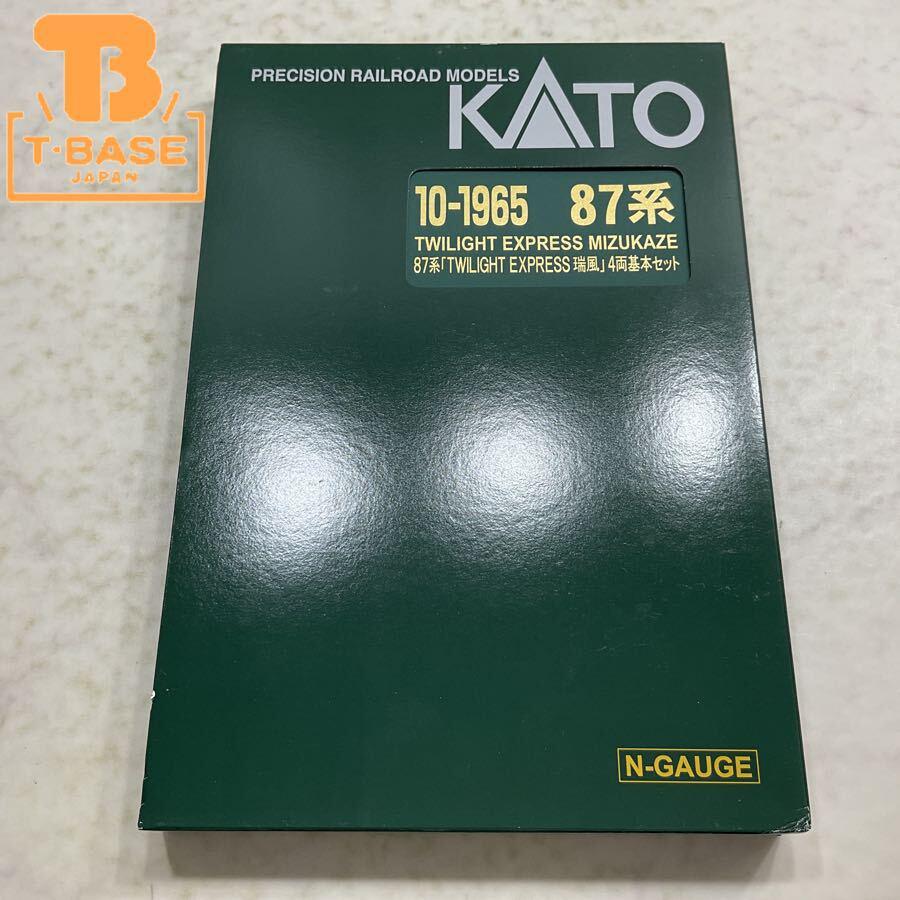 TB
T·BASE
JAPAN
PRECISION RAILROAD MODELS
KATO
10-1965 87系
TWILIGHT EXPRESS MIZUKAZE
87系「TWILIGHT EXPRESS 瑞風」4両基本セット
N-GAUGE